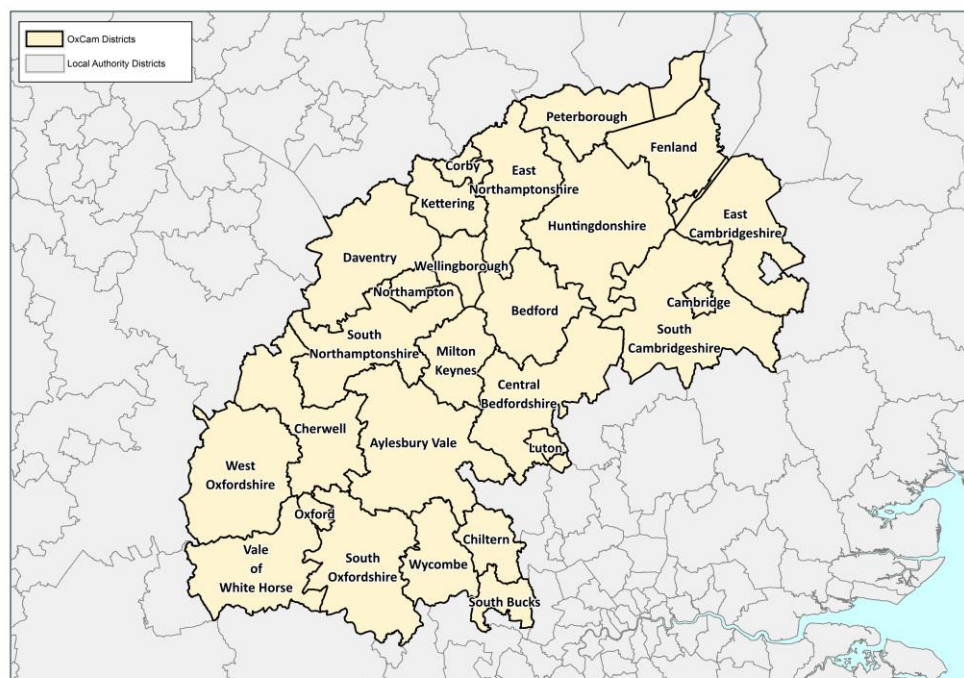 OxCam Districts
Local Authority Districts
Peterborough
Fenland
Corby
East
Northamptonshire
Kettering
Huntingdonshire
East
Cambridgeshire
Daventry
Wellingborough
Northampton
Bedford
Cambridge
South
Cambridgeshire
South
Northamptonshire
Milton
Keynes
Central
Bedfordshire
Cherwell
Aylesbury Vale
Luton
West
Oxfordshire
Oxford
Chiltern
Vale
of
White Horse
South
Oxfordshire
Wycombe
South Bucks